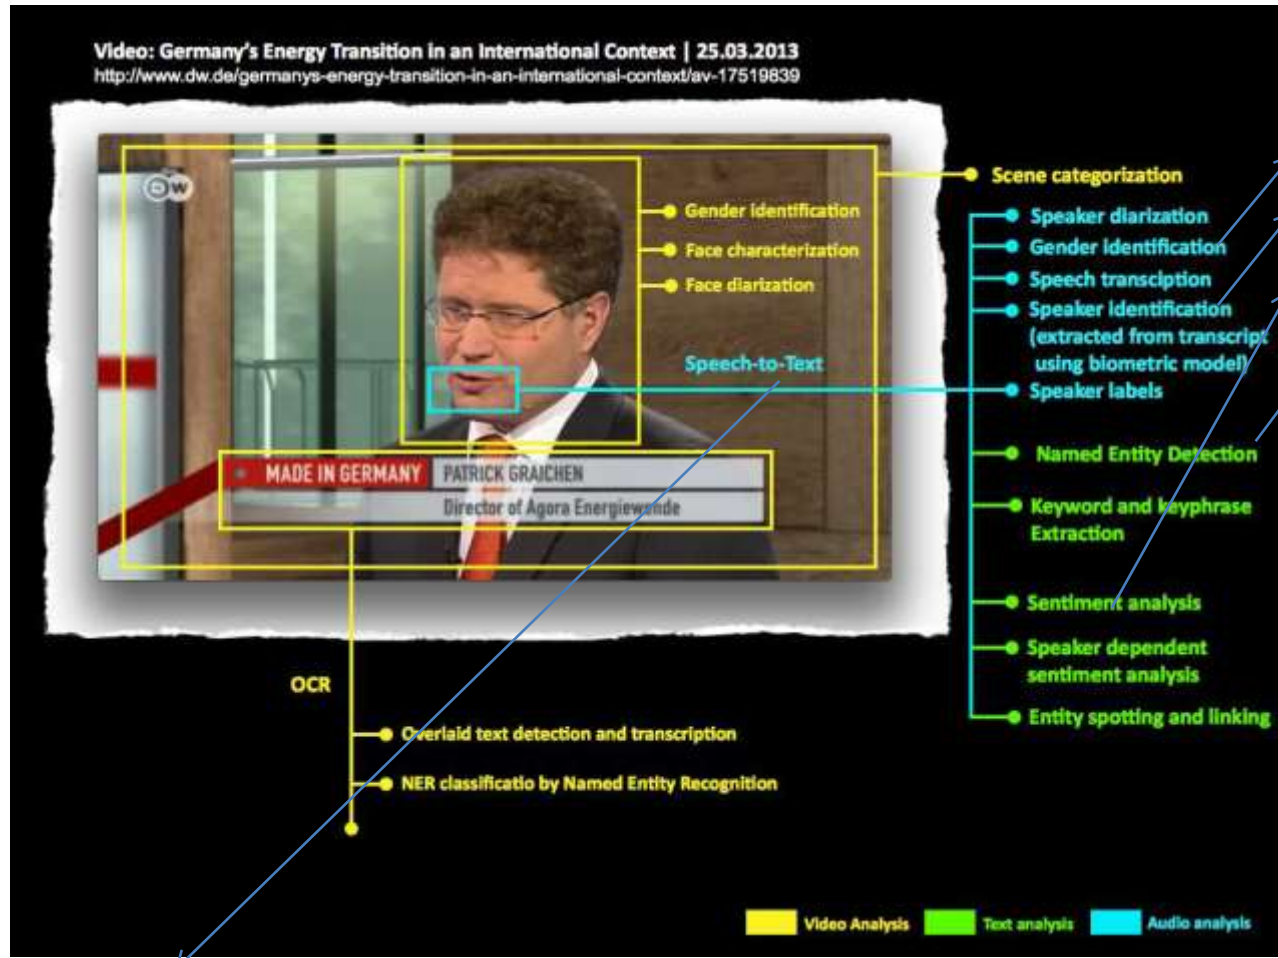 Video: Germany's Energy Transition in an International Context | 25.03.2013
http://www.dw.de/germanys-energy-transition-in-an-international-context/av-17519839
DW
Gender identification
Face characterization
Face diarization
Speech-to-Text
MADE IN GERMANY PATRICK GRAICHEN
Director of Agora Energiewende
Scene categorization
Speaker diarization
Gender identification
Speech transciption
Speaker identification
(extracted from transcript
using biometric model)
Speaker labels
Named Entity Detection
Keyword and keyphrase
Extraction
Sentiment analysis
Speaker dependent
sentiment analysis
Entity spotting and linking
OCR
Overlaid text detection and transcription
NER classificatio by Named Entity Recognition
Video Analysis
Text analysis
Audio analysis